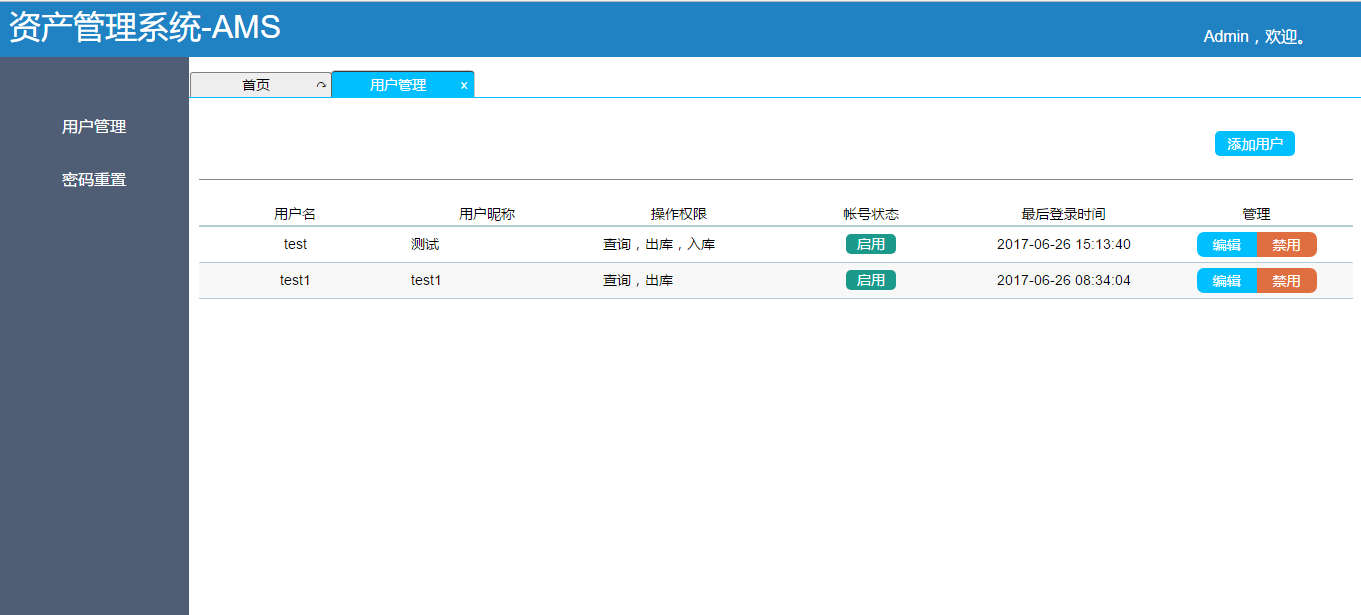 资产管理系统-AMS
Admin，欢迎。
首页
用户管理 x
用户管理
密码重置
添加用户
用户名 用户昵称 操作权限 帐号状态 最后登录时间 管理
test 测试 查询，出库，入库 启用 2017-06-26 15:13:40 编辑 禁用
test1 test1 查询，出库 启用 2017-06-26 08:34:04 编辑 禁用